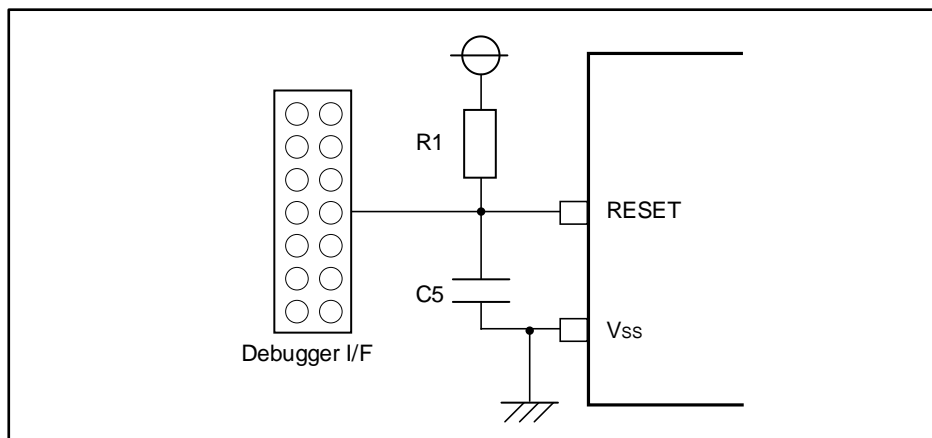 R1
RESET
C5
Vss
Debugger I/F